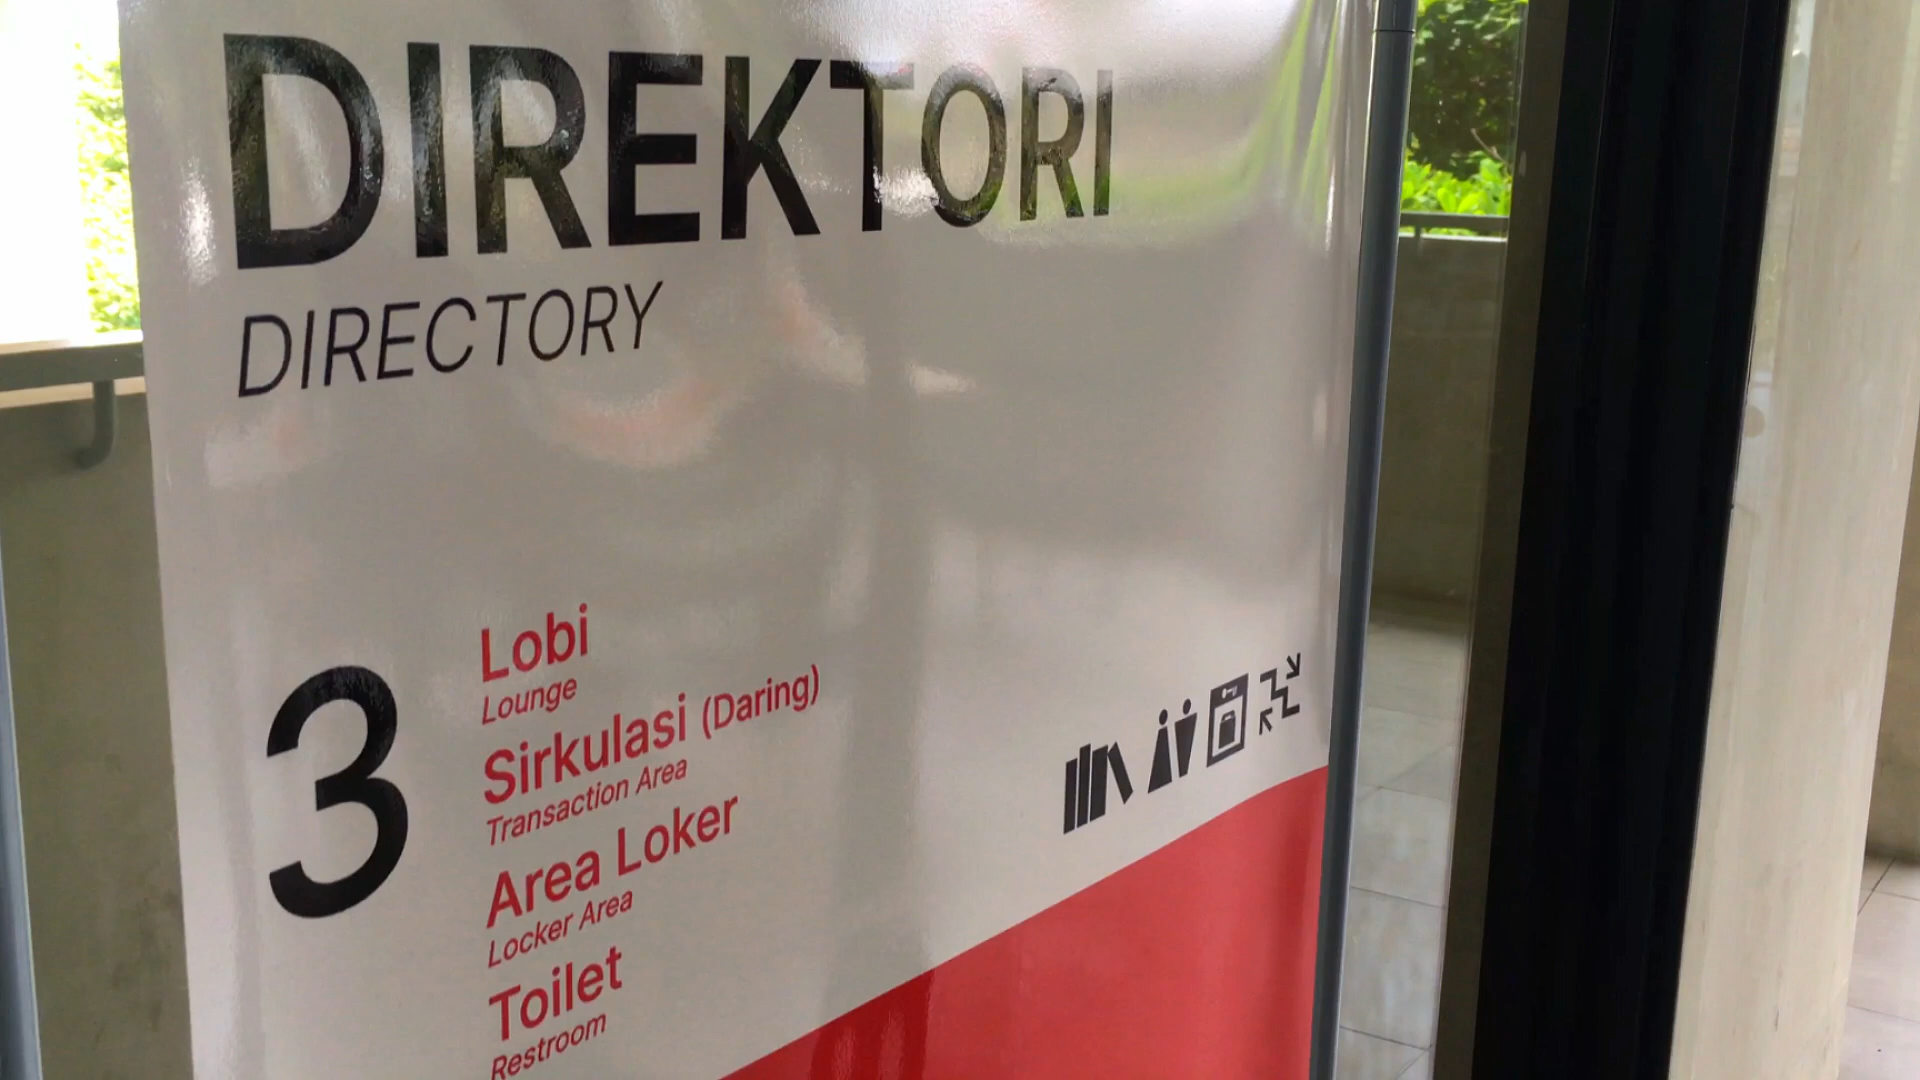 DIREKTORI
DIRECTORY
3
Lobi
Lounge
Sirkulasi (Daring)
Transaction Area
Area Loker
Locker Area
Toilet
Restroom